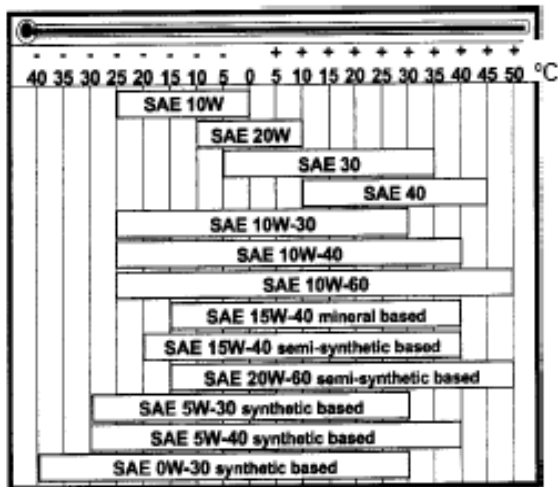 - - - - - - - - + + + + + + + + + +
40 35 30 25 20 15 10 5 0 5 10 15 20 25 30 35 40 45 50 °C
SAE 10W
SAE 20W
SAE 30
SAE 40
SAE 10W-30
SAE 10W-40
SAE 10W-60
SAE 15W-40 mineral based
SAE 15W-40 semi-synthetic based
SAE 20W-60 semi-synthetic based
SAE 5W-30 synthetic based
SAE 5W-40 synthetic based
SAE 0W-30 synthetic based